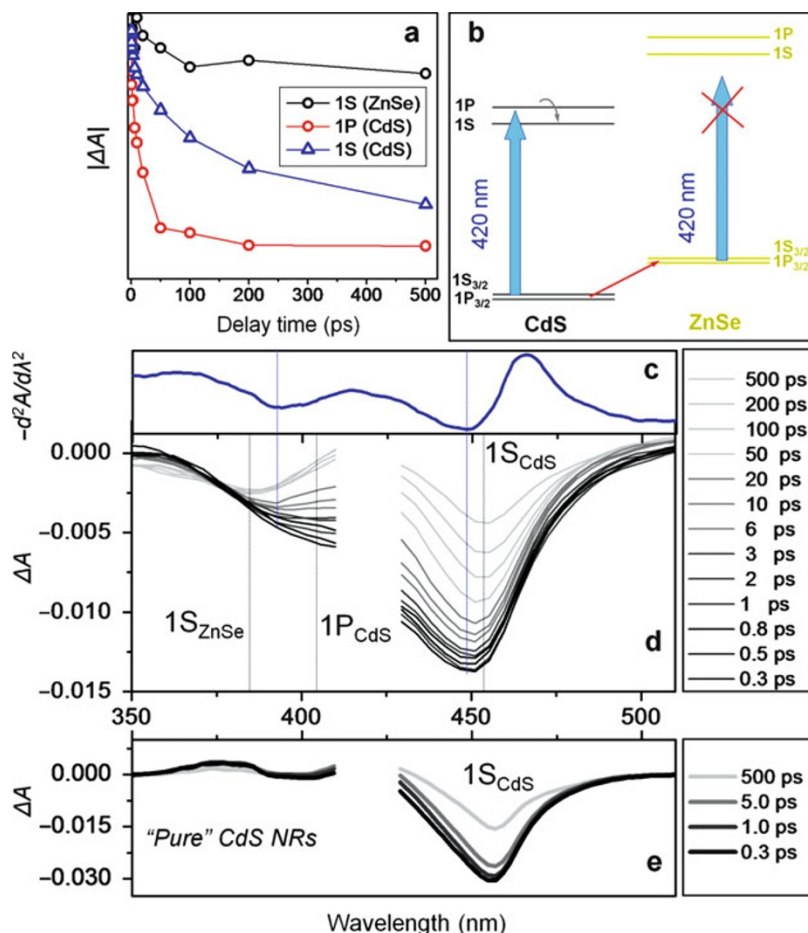 a
1S (ZnSe)
1P (CdS)
1S (CdS)
|ΔA|
0 100 200 300 400 500
Delay time (ps)
b
1P
1S
1P
1S
420 nm
420 nm
1S3/2
1P3/2
1S3/2
1P3/2
CdS
ZnSe
c
−d²A/dλ²
d
ΔA
0.000
−0.005
−0.010
−0.015
1S_CdS
1S_ZnSe
1P_CdS
350 400 450 500
500 ps
200 ps
100 ps
50 ps
20 ps
10 ps
6 ps
3 ps
2 ps
1 ps
0.8 ps
0.5 ps
0.3 ps
ΔA
0.000
−0.015
−0.030
1S_CdS
"Pure" CdS NRs
e
500 ps
5.0 ps
1.0 ps
0.3 ps
Wavelength (nm)